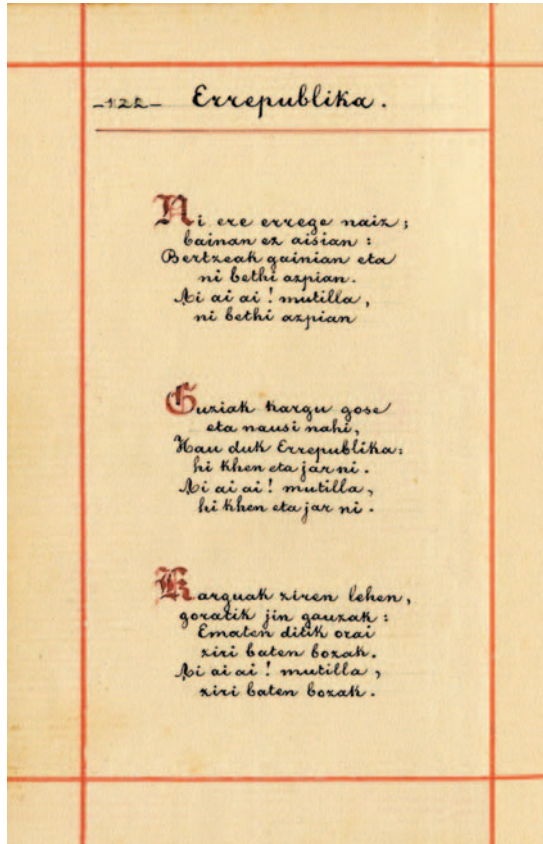 -122- Errepublika.
Ni ere errege naiz ;
bainan ez aisian :
Bertzeak gainian eta
ni bethi azpian.
Ai ai ai ! mutilla,
ni bethi azpian
Guziak kargu gose
eta nausi nahi,
Hau duk Errepublika:
hi khen eta jar ni.
Ai ai ai ! mutilla,
hi khen eta jar ni.
Karguak ziren lehen,
goratik jin gauzak :
Ematen ditik orai
ziri baten bozak.
Ai ai ai ! mutilla ,
ziri baten bozak.